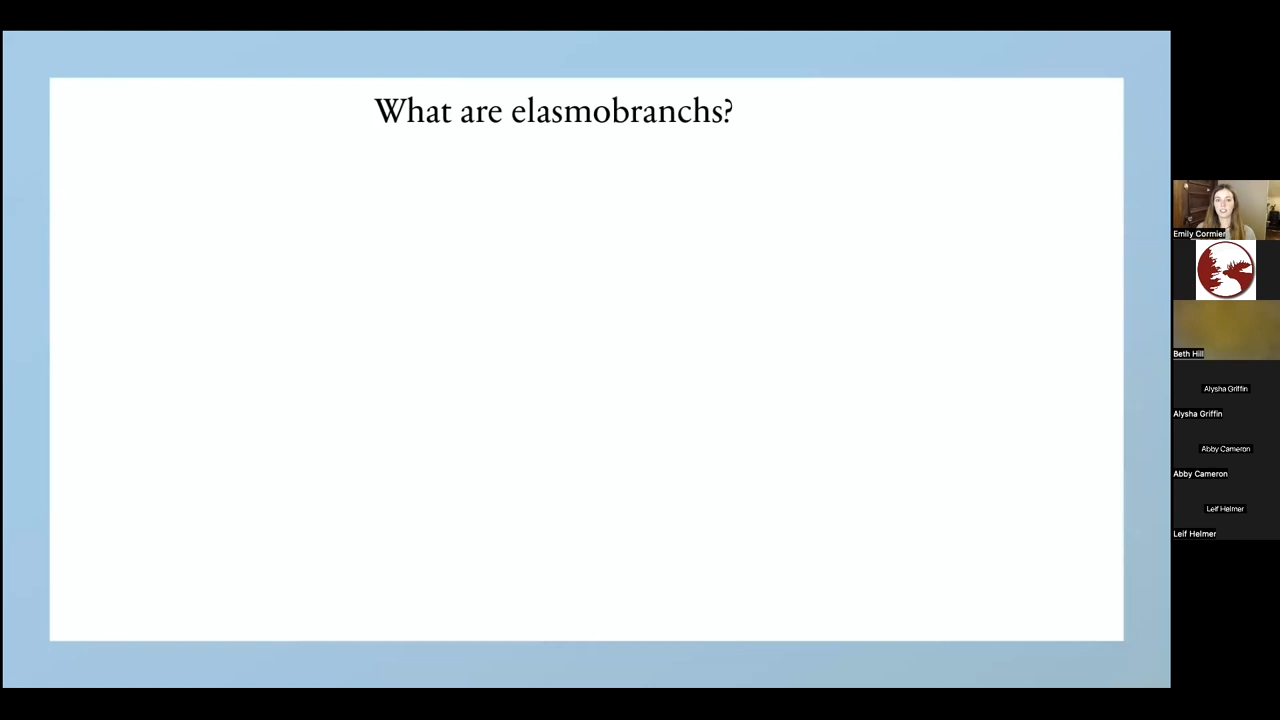 What are elasmobranchs?
Emily Cormier
Beth Hill
Alysha Griffin
Alysha Griffin
Abby Cameron
Abby Cameron
Leif Helmer
Leif Helmer